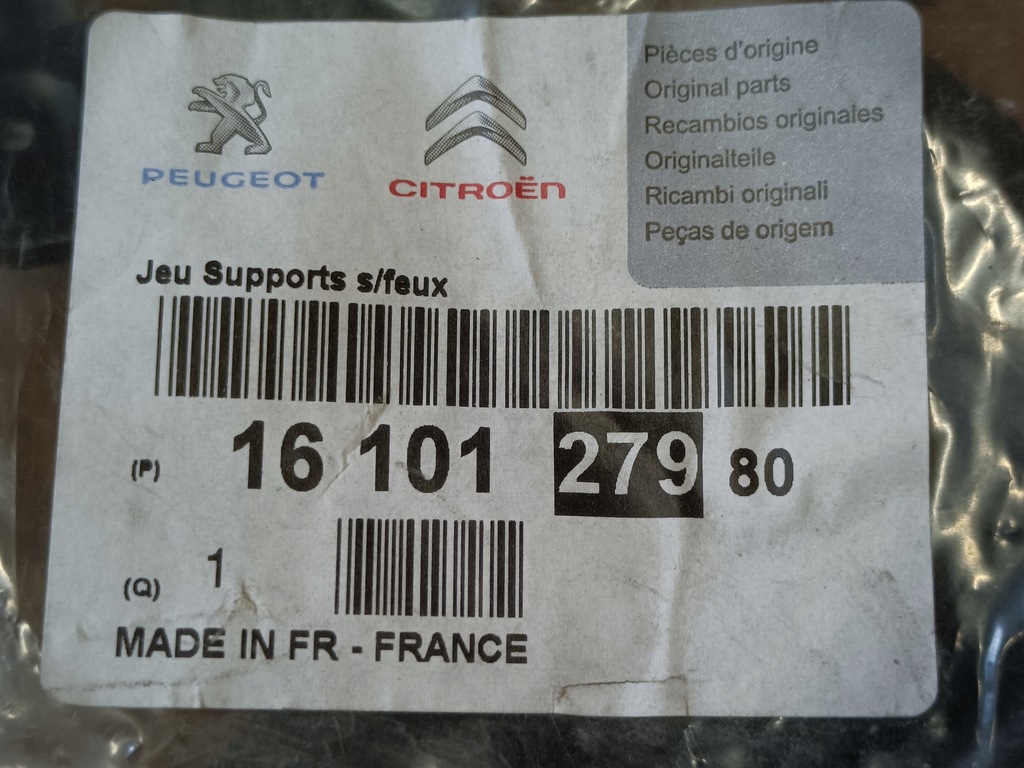 PEUGEOT
CITROËN
Pièces d'origine
Original parts
Recambios originales
Originalteile
Ricambi originali
Peças de origem
Jeu Supports s/feux
(P) 16 101 279 80
(Q) 1
MADE IN FR - FRANCE